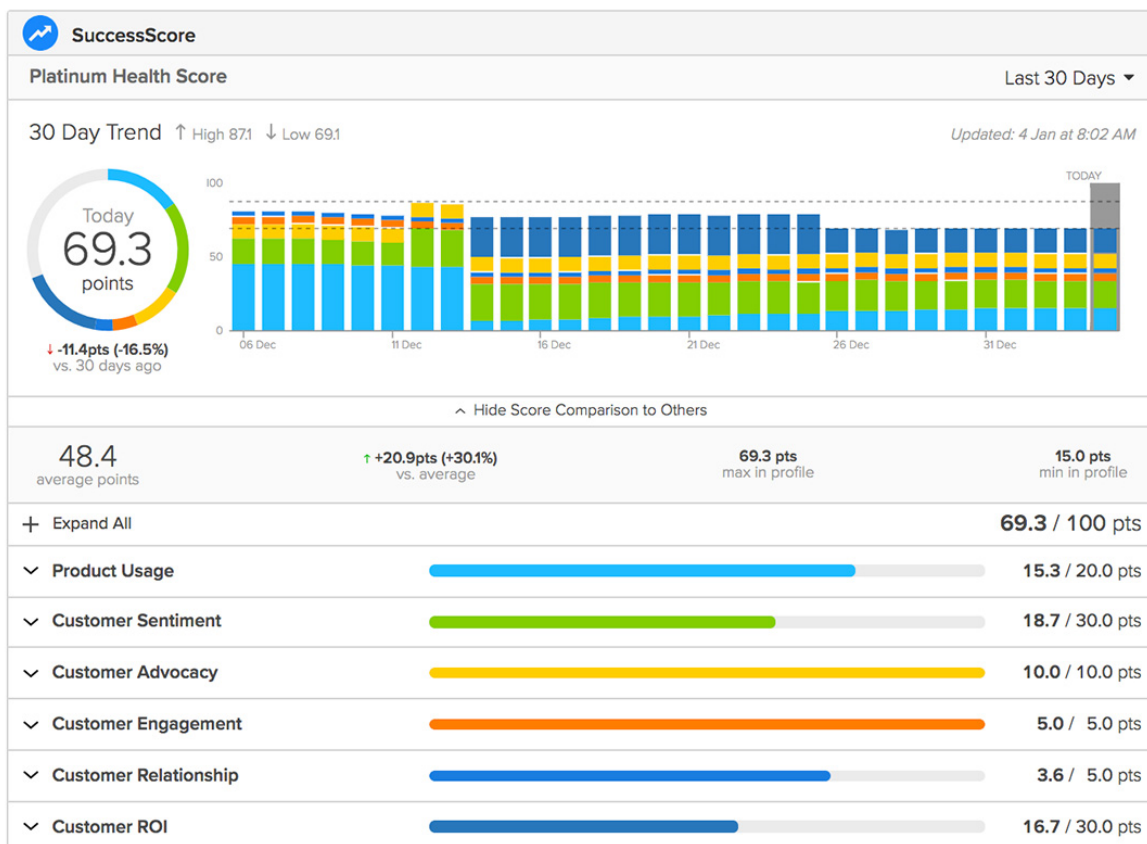 SuccessScore
Platinum Health Score
Last 30 Days
30 Day Trend ↑ High 87.1 ↓ Low 69.1
Updated: 4 Jan at 8:02 AM
Today
69.3
points
↓ -11.4pts (-16.5%)
vs. 30 days ago
TODAY
100
50
0
06 Dec 11 Dec 16 Dec 21 Dec 26 Dec 31 Dec
Hide Score Comparison to Others
48.4
average points
↑ +20.9pts (+30.1%)
vs. average
69.3 pts
max in profile
15.0 pts
min in profile
+ Expand All 69.3 / 100 pts
Product Usage 15.3 / 20.0 pts
Customer Sentiment 18.7 / 30.0 pts
Customer Advocacy 10.0 / 10.0 pts
Customer Engagement 5.0 / 5.0 pts
Customer Relationship 3.6 / 5.0 pts
Customer ROI 16.7 / 30.0 pts